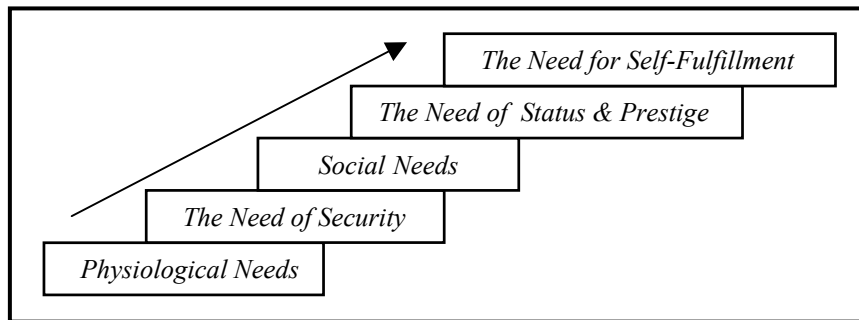 The Need for Self-Fulfillment
The Need of Status & Prestige
Social Needs
The Need of Security
Physiological Needs